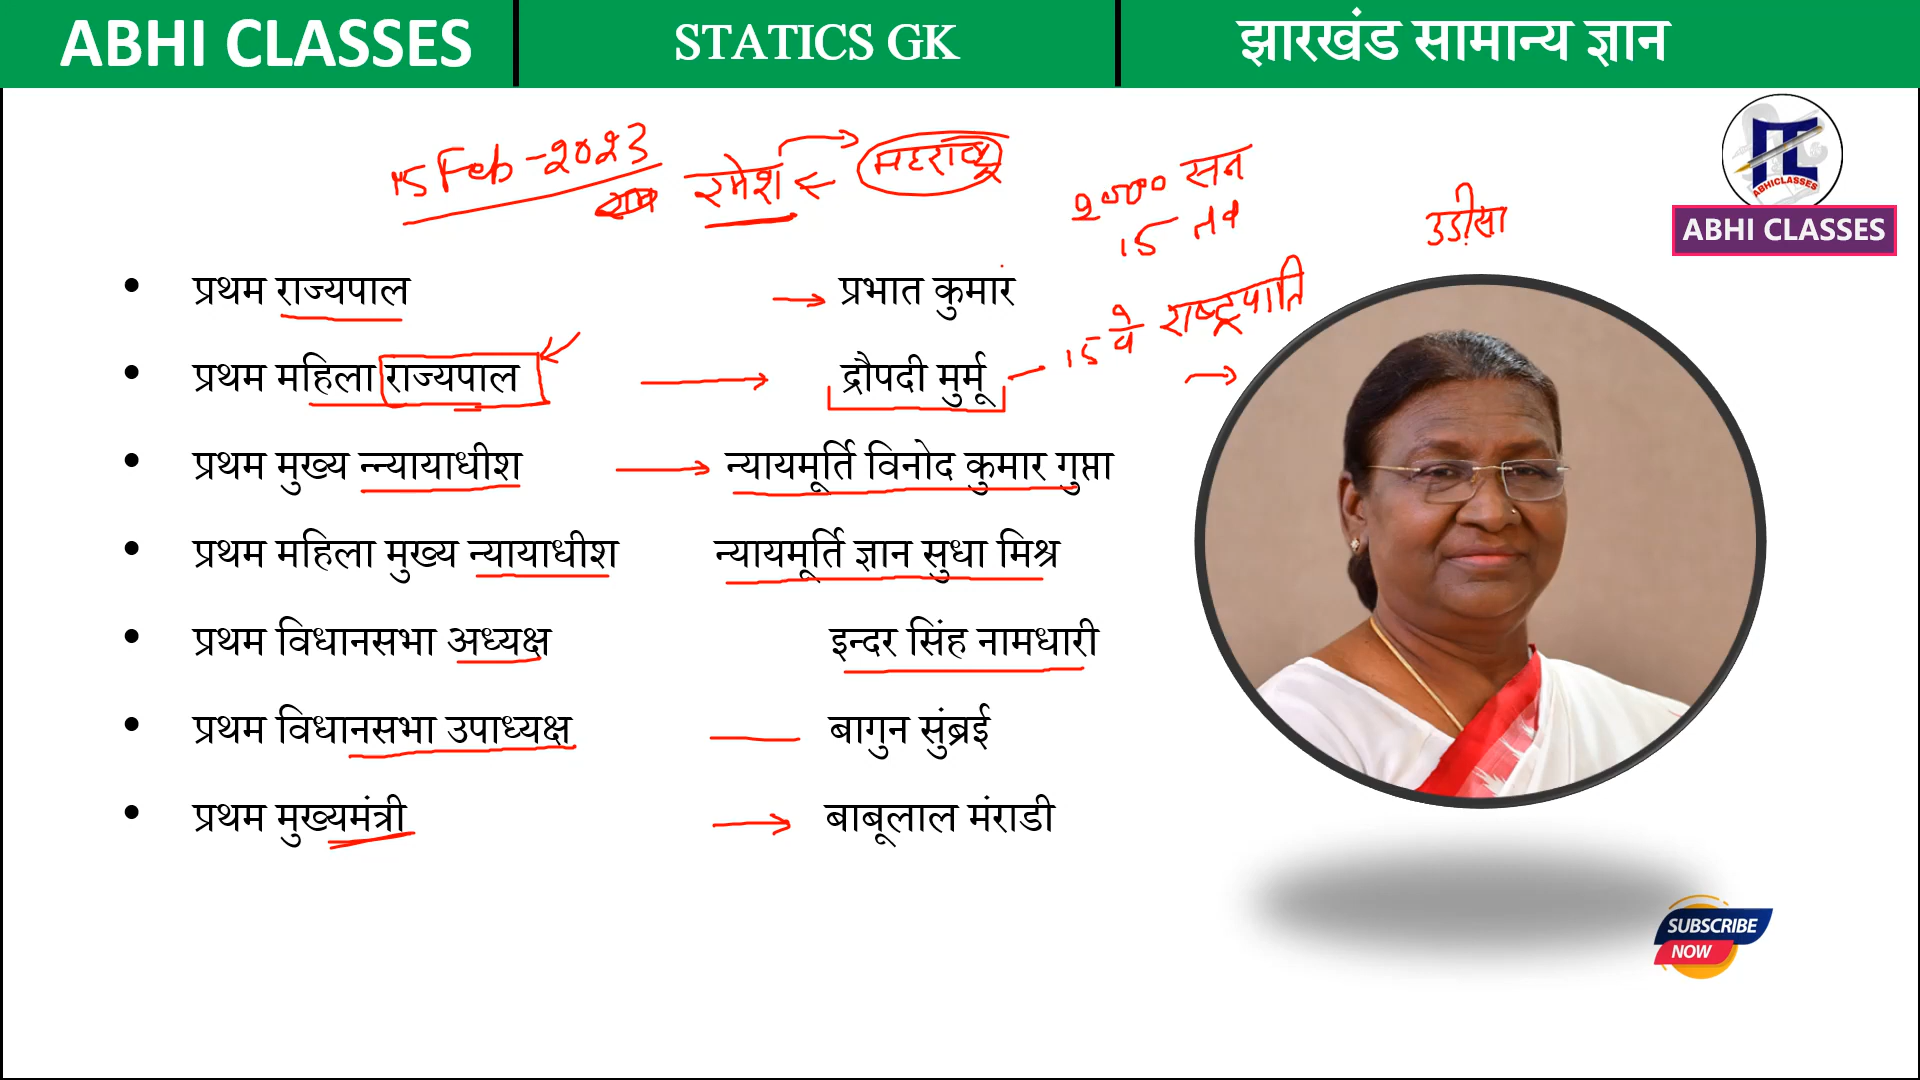 ABHI CLASSES STATICS GK झारखंड सामान्य ज्ञान
ABHICLASSES
ABHI CLASSES
15 Feb-2023 रमेश महाराष्ट्र
2000 सन
15 नव
उडीसा
• प्रथम राज्यपाल प्रभात कुमार
15 वे राष्ट्रपति
• प्रथम महिला राज्यपाल द्रौपदी मुर्मू
• प्रथम मुख्य न्न्यायाधीश न्यायमूर्ति विनोद कुमार गुप्ता
• प्रथम महिला मुख्य न्यायाधीश न्यायमूर्ति ज्ञान सुधा मिश्र
• प्रथम विधानसभा अध्यक्ष इन्दर सिंह नामधारी
• प्रथम विधानसभा उपाध्यक्ष बागुन सुंब्रई
• प्रथम मुख्यमंत्री बाबूलाल मंराडी
SUBSCRIBE
NOW